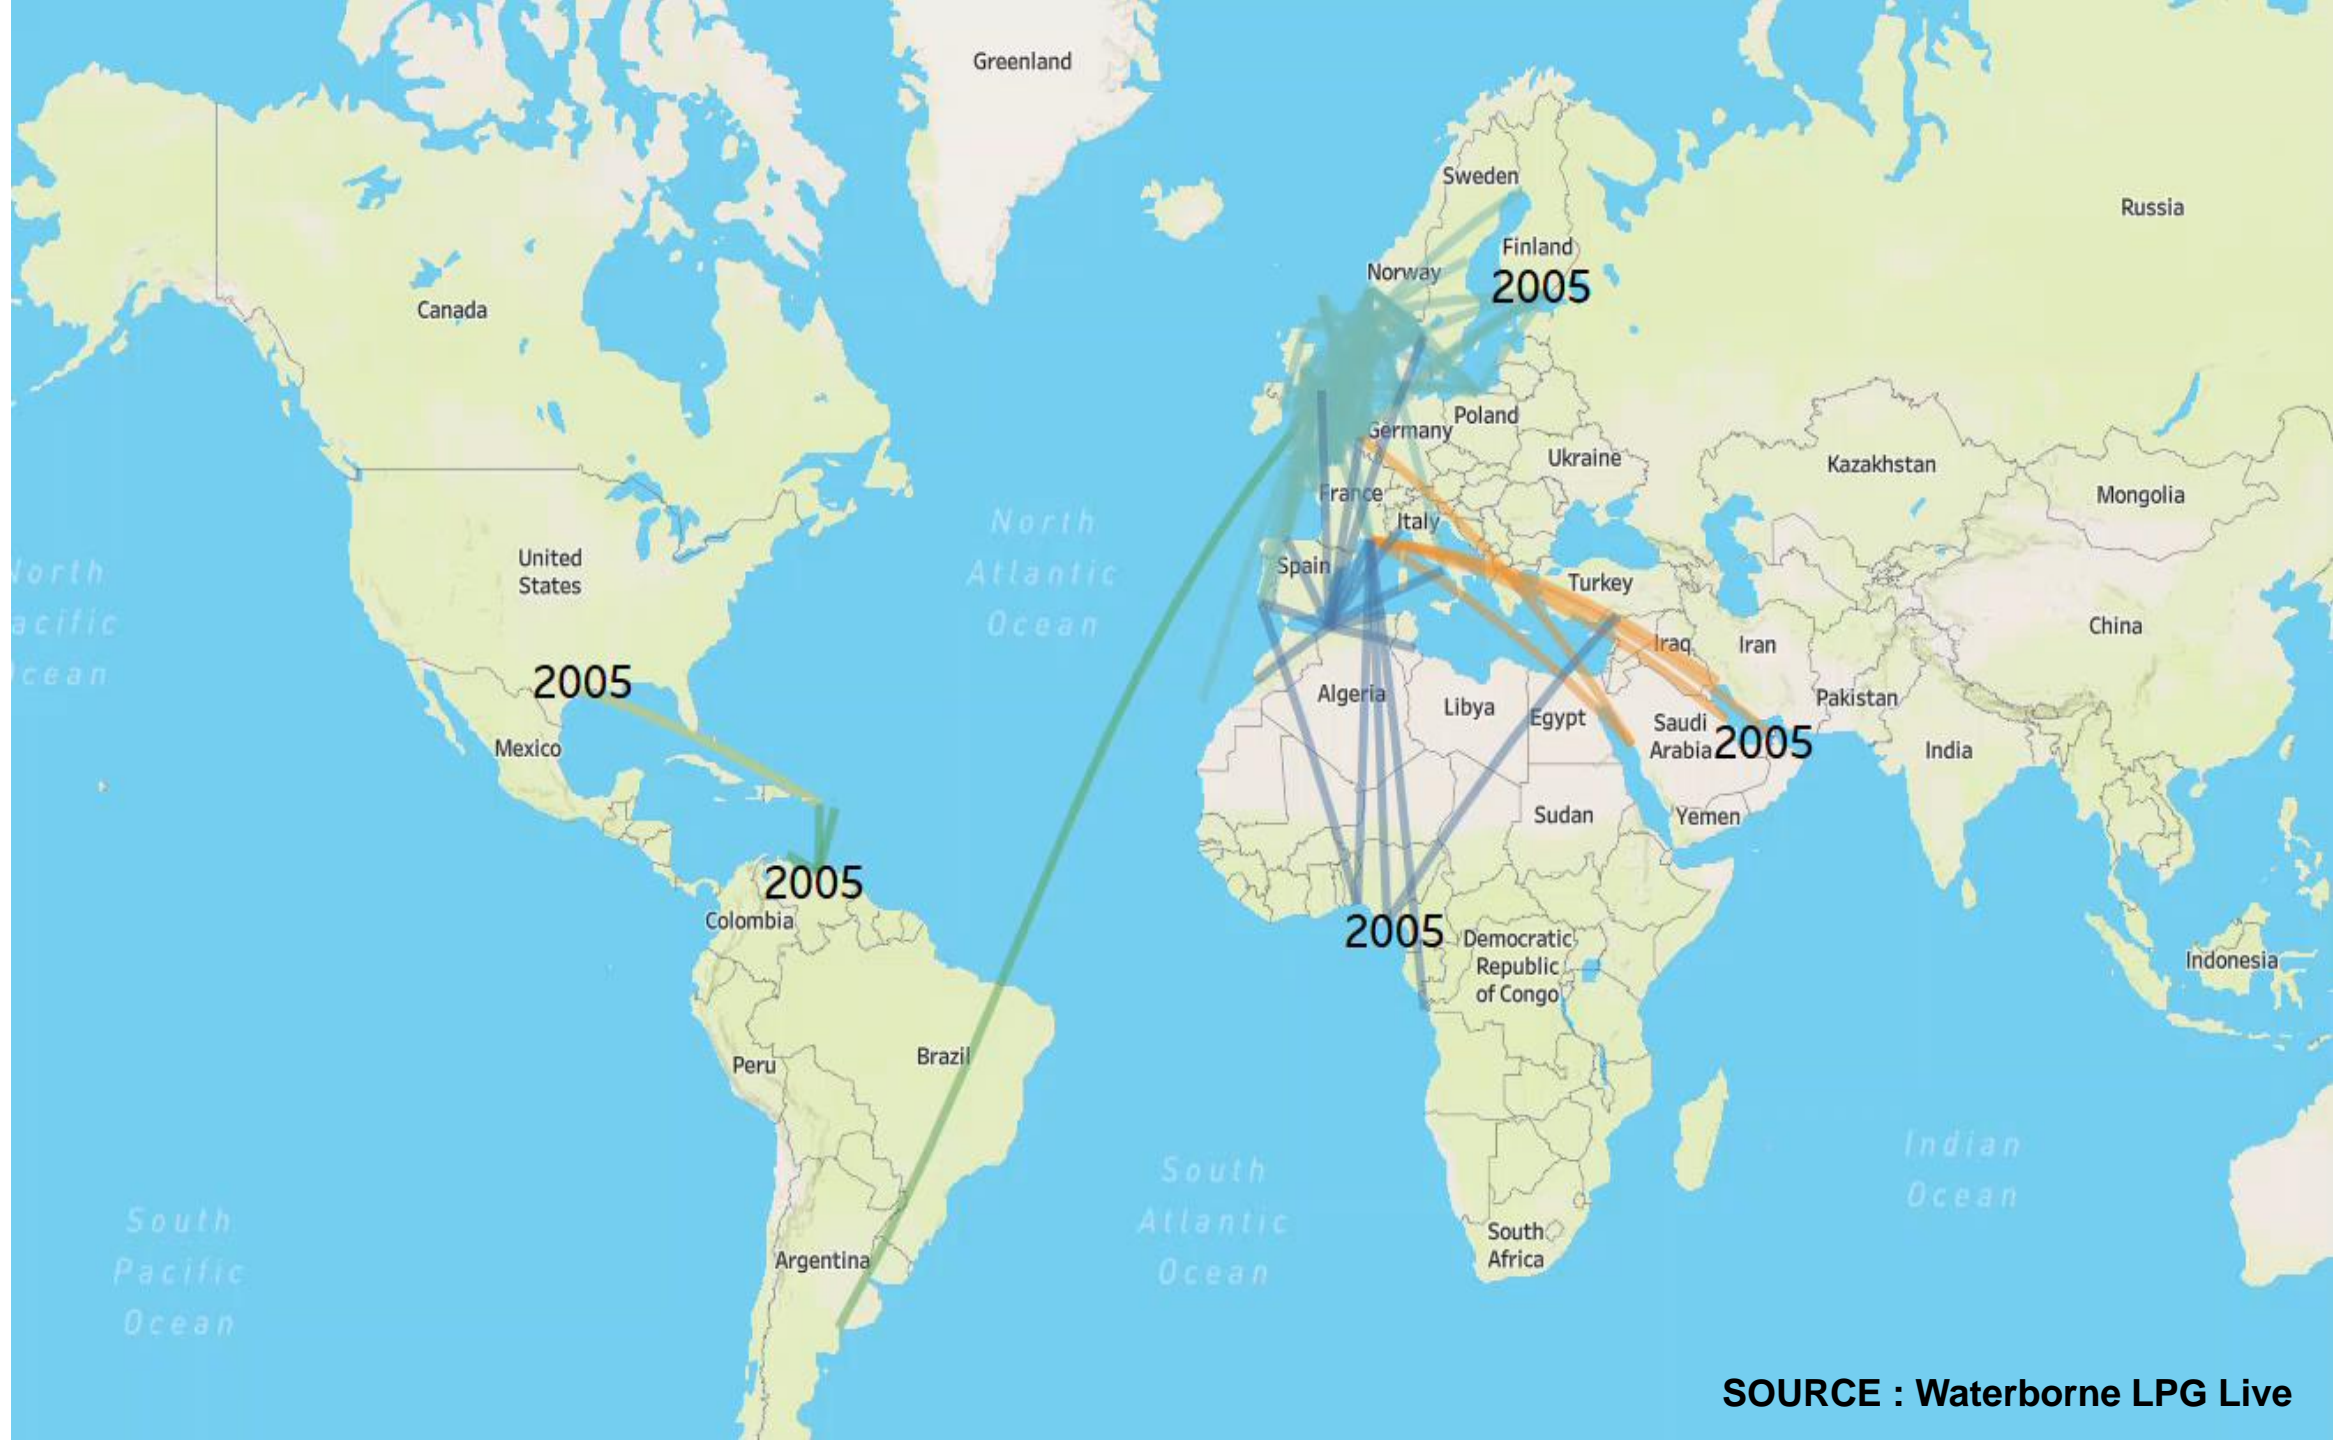 Greenland
Sweden
Russia
Finland
Norway
2005
Canada
Poland
Germany
Ukraine
Kazakhstan
France
Mongolia
North
Atlantic
Ocean
Italy
United
States
Spain
Turkey
North
acific
cean
China
Iraq
Iran
2005
Algeria
Libya
Egypt
Pakistan
Saudi
Arabia
2005
Mexico
India
Sudan
Yemen
2005
Colombia
2005
Democratic
Republic
of Congo
Indonesia
Brazil
Peru
Indian
Ocean
South
Atlantic
Ocean
South
Pacific
Ocean
South
Africa
Argentina
SOURCE : Waterborne LPG Live